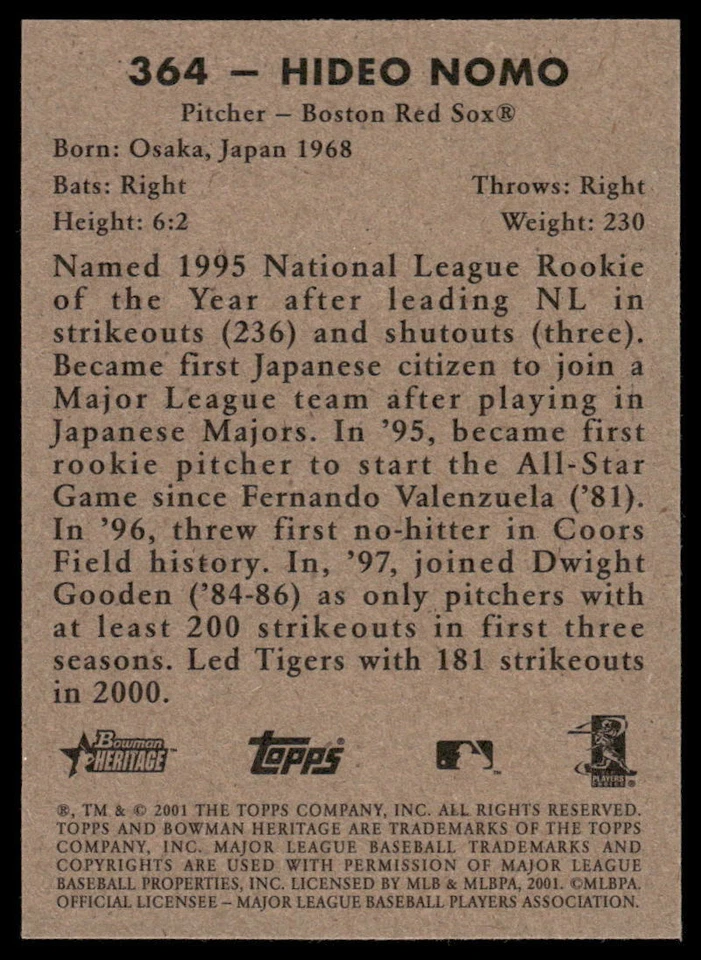 364 – HIDEO NOMO
Pitcher – Boston Red Sox®
Born: Osaka, Japan 1968
Bats: Right Throws: Right
Height: 6:2 Weight: 230
Named 1995 National League Rookie
of the Year after leading NL in
strikeouts (236) and shutouts (three).
Became first Japanese citizen to join a
Major League team after playing in
Japanese Majors. In ’95, became first
rookie pitcher to start the All-Star
Game since Fernando Valenzuela (’81).
In ’96, threw first no-hitter in Coors
Field history. In, ’97, joined Dwight
Gooden (’84-86) as only pitchers with
at least 200 strikeouts in first three
seasons. Led Tigers with 181 strikeouts
in 2000.
Bowman
HERITAGE™
Topps®
PLAYERS
®, TM & © 2001 THE TOPPS COMPANY, INC. ALL RIGHTS RESERVED.
TOPPS AND BOWMAN HERITAGE ARE TRADEMARKS OF THE TOPPS
COMPANY, INC. MAJOR LEAGUE BASEBALL TRADEMARKS AND
COPYRIGHTS ARE USED WITH PERMISSION OF MAJOR LEAGUE
BASEBALL PROPERTIES, INC. LICENSED BY MLB & MLBPA, 2001. ©MLBPA.
OFFICIAL LICENSEE – MAJOR LEAGUE BASEBALL PLAYERS ASSOCIATION.